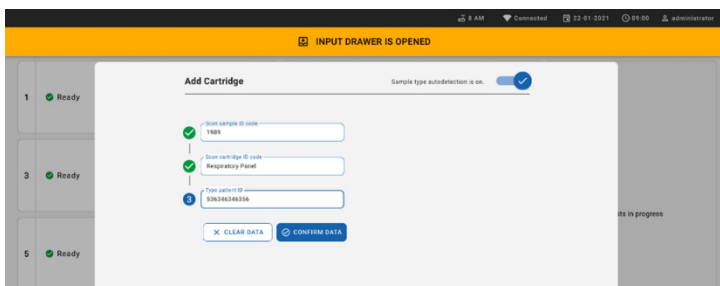 8 AM Connected 22-01-2021 09:00 administrator
INPUT DRAWER IS OPENED
Add Cartridge
Sample type autodetection is on.
1 Ready
Scan sample ID code
1989
Scan cartridge ID code
Respiratory Panel
3 Ready
3
Type patient ID
536346346356
sts in progress
CLEAR DATA
CONFIRM DATA
5 Ready